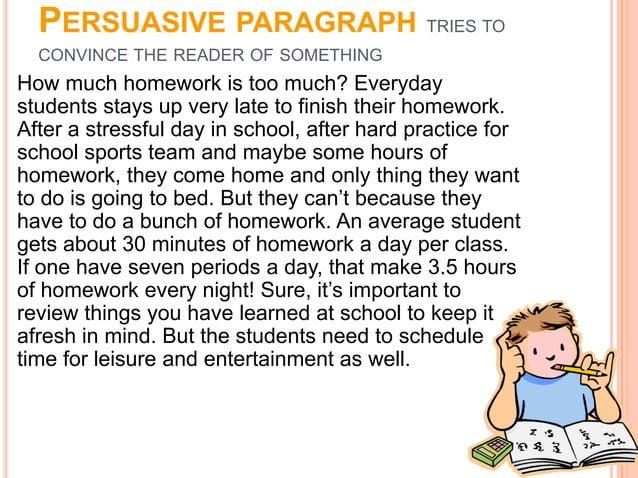 PERSUASIVE PARAGRAPH TRIES TO
CONVINCE THE READER OF SOMETHING
How much homework is too much? Everyday
students stays up very late to finish their homework.
After a stressful day in school, after hard practice for
school sports team and maybe some hours of
homework, they come home and only thing they want
to do is going to bed. But they can’t because they
have to do a bunch of homework. An average student
gets about 30 minutes of homework a day per class.
If one have seven periods a day, that make 3.5 hours
of homework every night! Sure, it’s important to
review things you have learned at school to keep it
afresh in mind. But the students need to schedule
time for leisure and entertainment as well.